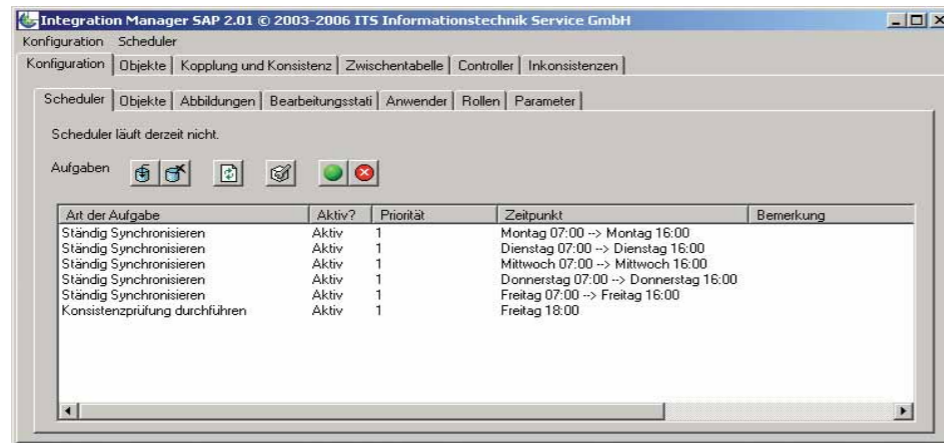 Integration Manager SAP 2.01 © 2003-2006 ITS Informationstechnik Service GmbH
Konfiguration Scheduler
Konfiguration Objekte Kopplung und Konsistenz Zwischentabelle Controller Inkonsistenzen
Scheduler Objekte Abbildungen Bearbeitungsstati Anwender Rollen Parameter
Scheduler läuft derzeit nicht.
Aufgaben
Art der Aufgabe Aktiv? Priorität Zeitpunkt Bemerkung
Ständig Synchronisieren Aktiv 1 Montag 07:00 --> Montag 16:00
Ständig Synchronisieren Aktiv 1 Dienstag 07:00 --> Dienstag 16:00
Ständig Synchronisieren Aktiv 1 Mittwoch 07:00 --> Mittwoch 16:00
Ständig Synchronisieren Aktiv 1 Donnerstag 07:00 --> Donnerstag 16:00
Ständig Synchronisieren Aktiv 1 Freitag 07:00 --> Freitag 16:00
Konsistenzprüfung durchführen Aktiv 1 Freitag 18:00